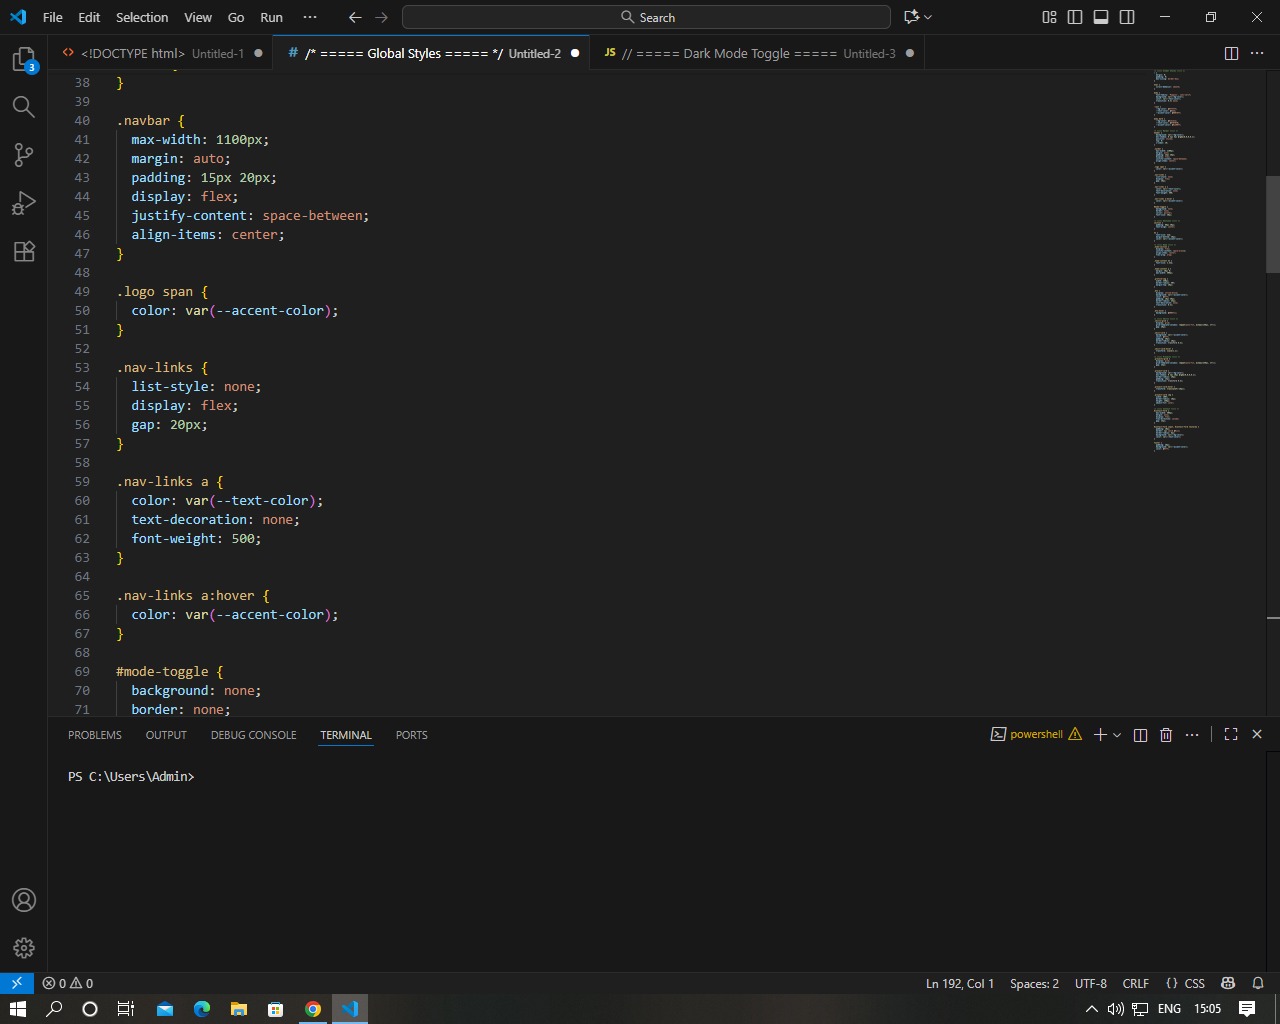 File Edit Selection View Go Run ··· Search
<!DOCTYPE html> Untitled-1
# /* ===== Global Styles ===== */ Untitled-2
JS // ===== Dark Mode Toggle ===== Untitled-3
3
38 }
39
40 .navbar {
41 max-width: 1100px;
42 margin: auto;
43 padding: 15px 20px;
44 display: flex;
45 justify-content: space-between;
46 align-items: center;
47 }
48
49 .logo span {
50 color: var(--accent-color);
51 }
52
53 .nav-links {
54 list-style: none;
55 display: flex;
56 gap: 20px;
57 }
58
59 .nav-links a {
60 color: var(--text-color);
61 text-decoration: none;
62 font-weight: 500;
63 }
64
65 .nav-links a:hover {
66 color: var(--accent-color);
67 }
68
69 #mode-toggle {
70 background: none;
71 border: none;
PROBLEMS OUTPUT DEBUG CONSOLE TERMINAL PORTS powershell
PS C:\Users\Admin>
0 0 Ln 192, Col 1 Spaces: 2 UTF-8 CRLF {} CSS
ENG 15:05